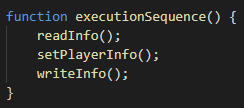 function executionSequence() {
    readInfo();
    setPlayerInfo();
    writeInfo();
}